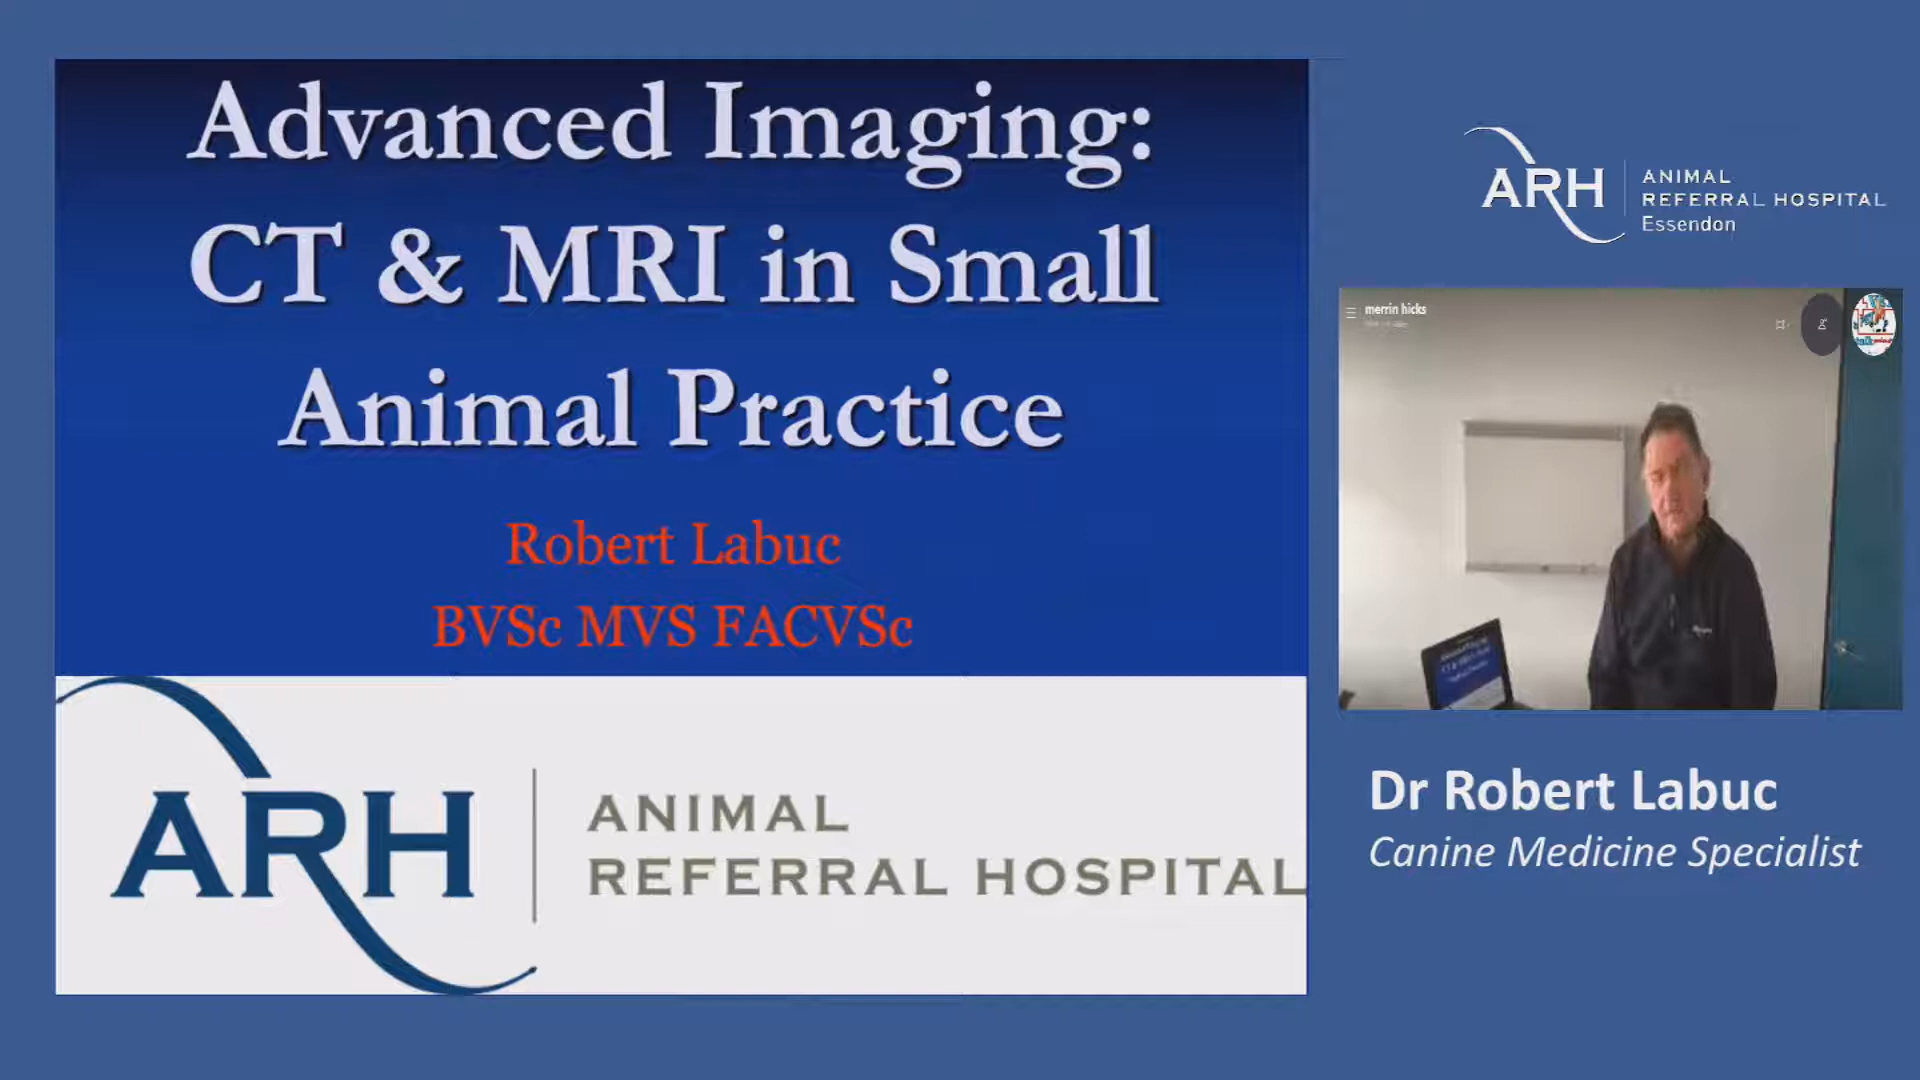 Advanced Imaging:
CT & MRI in Small
Animal Practice
Robert Labuc
BVSc MVS FACVSc
ARH
ANIMAL
REFERRAL HOSPITAL
ARH
ANIMAL
REFERRAL HOSPITAL
Essendon
merrin hicks
Dr Robert Labuc
Canine Medicine Specialist